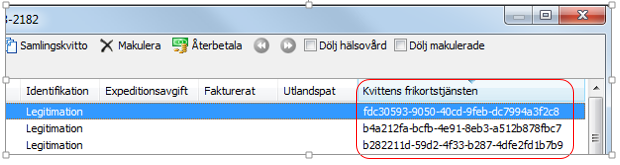 3-2182
Samlingskvitto Makulera Återbetala Dölj hälsovård Dölj makulerade
Identifikation Expeditionsavgift Fakturerat Utlandspat Kvittens frikortstjänsten
Legitimation fdc30593-9050-40cd-9feb-dc7994a3f2c8
Legitimation b4a212fa-bcfb-4e91-8eb3-a512b878fbc7
Legitimation b282211d-59d2-4f33-b287-4dfe2fd1b7b9